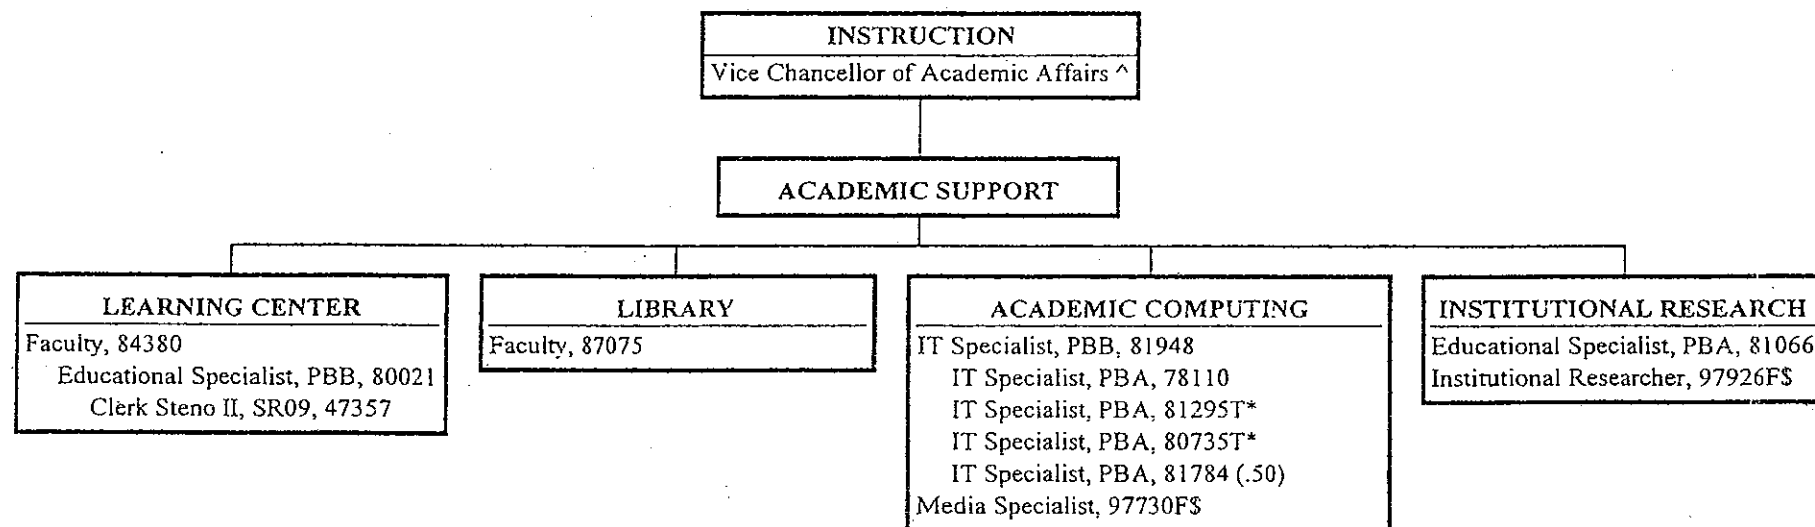 INSTRUCTION
Vice Chancellor of Academic Affairs ^
ACADEMIC SUPPORT
LEARNING CENTER
Faculty, 84380
Educational Specialist, PBB, 80021
Clerk Steno II, SR09, 47357
LIBRARY
Faculty, 87075
ACADEMIC COMPUTING
IT Specialist, PBB, 81948
IT Specialist, PBA, 78110
IT Specialist, PBA, 81295T*
IT Specialist, PBA, 80735T*
IT Specialist, PBA, 81784 (.50)
Media Specialist, 97730F$
INSTITUTIONAL RESEARCH
Educational Specialist, PBA, 81066
Institutional Researcher, 97926F$